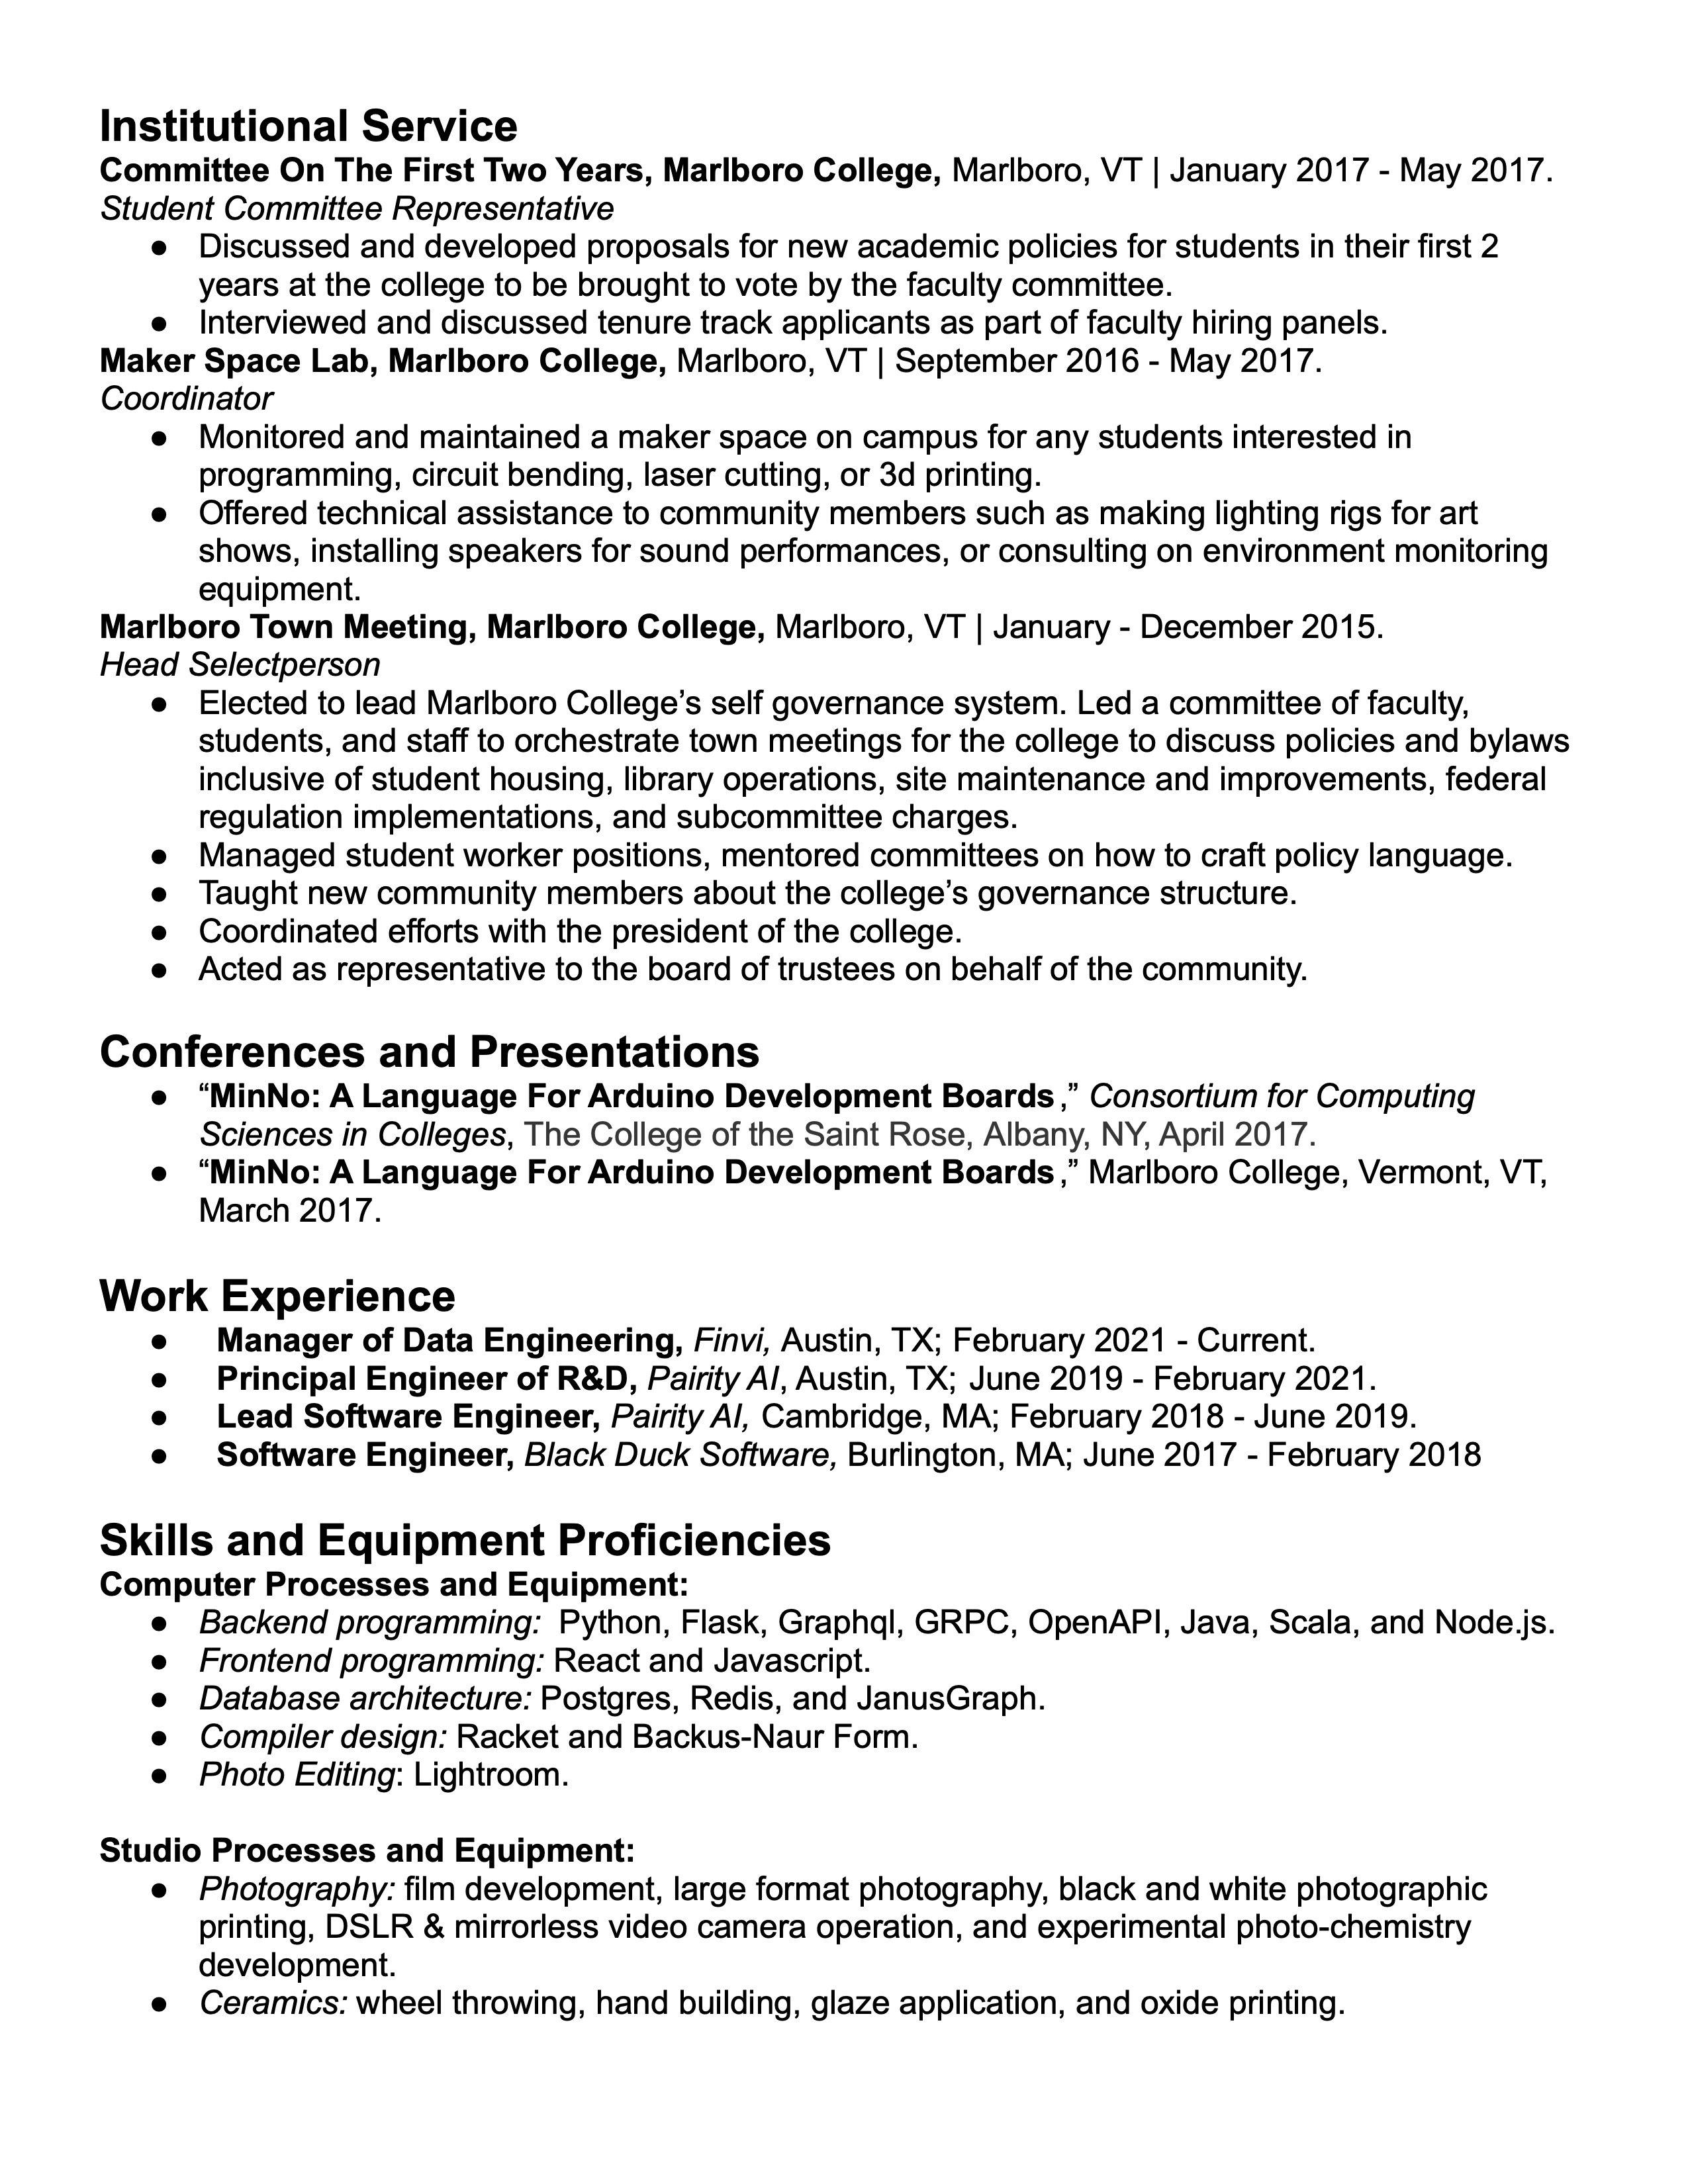 Institutional Service
Committee On The First Two Years, Marlboro College, Marlboro, VT | January 2017 - May 2017.
Student Committee Representative
● Discussed and developed proposals for new academic policies for students in their first 2
years at the college to be brought to vote by the faculty committee.
● Interviewed and discussed tenure track applicants as part of faculty hiring panels.
Maker Space Lab, Marlboro College, Marlboro, VT | September 2016 - May 2017.
Coordinator
● Monitored and maintained a maker space on campus for any students interested in
programming, circuit bending, laser cutting, or 3d printing.
● Offered technical assistance to community members such as making lighting rigs for art
shows, installing speakers for sound performances, or consulting on environment monitoring
equipment.
Marlboro Town Meeting, Marlboro College, Marlboro, VT | January - December 2015.
Head Selectperson
● Elected to lead Marlboro College’s self governance system. Led a committee of faculty,
students, and staff to orchestrate town meetings for the college to discuss policies and bylaws
inclusive of student housing, library operations, site maintenance and improvements, federal
regulation implementations, and subcommittee charges.
● Managed student worker positions, mentored committees on how to craft policy language.
● Taught new community members about the college’s governance structure.
● Coordinated efforts with the president of the college.
● Acted as representative to the board of trustees on behalf of the community.
Conferences and Presentations
● “MinNo: A Language For Arduino Development Boards,” Consortium for Computing
Sciences in Colleges, The College of the Saint Rose, Albany, NY, April 2017.
● “MinNo: A Language For Arduino Development Boards,” Marlboro College, Vermont, VT,
March 2017.
Work Experience
● Manager of Data Engineering, Finvi, Austin, TX; February 2021 - Current.
● Principal Engineer of R&D, Pairity AI, Austin, TX; June 2019 - February 2021.
● Lead Software Engineer, Pairity AI, Cambridge, MA; February 2018 - June 2019.
● Software Engineer, Black Duck Software, Burlington, MA; June 2017 - February 2018
Skills and Equipment Proficiencies
Computer Processes and Equipment:
● Backend programming: Python, Flask, Graphql, GRPC, OpenAPI, Java, Scala, and Node.js.
● Frontend programming: React and Javascript.
● Database architecture: Postgres, Redis, and JanusGraph.
● Compiler design: Racket and Backus-Naur Form.
● Photo Editing: Lightroom.
Studio Processes and Equipment:
● Photography: film development, large format photography, black and white photographic
printing, DSLR & mirrorless video camera operation, and experimental photo-chemistry
development.
● Ceramics: wheel throwing, hand building, glaze application, and oxide printing.